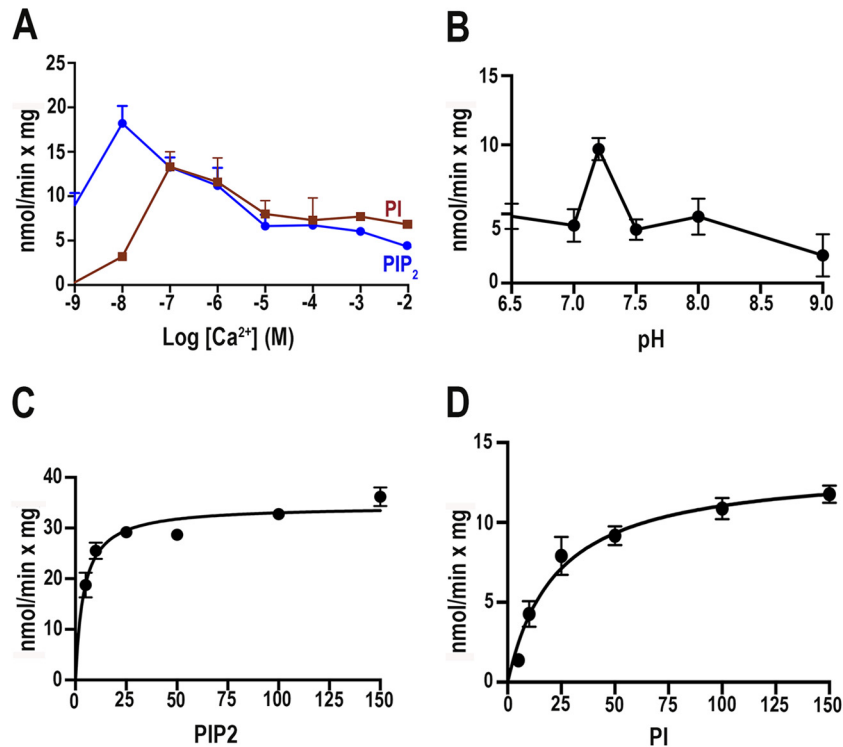 A
nmol/min x mg
25
20
15
10
5
0
-9 -8 -7 -6 -5 -4 -3 -2
PI
PIP2
Log [Ca2+] (M)
B
nmol/min x mg
15
10
5
0
6.5 7.0 7.5 8.0 8.5 9.0
pH
C
nmol/min x mg
40
30
20
10
0
0 25 50 75 100 125 150
PIP2
D
nmol/min x mg
15
10
5
0
0 25 50 75 100 125 150
PI